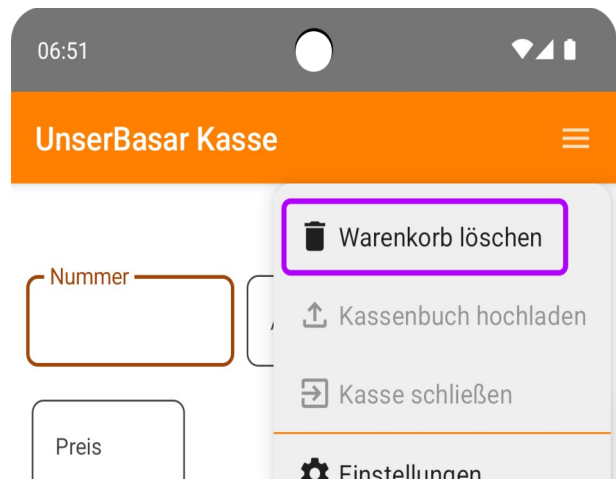 06:51
UnserBasar Kasse
Warenkorb löschen
Nummer
Kassenbuch hochladen
Kasse schließen
Preis
Einstellungen